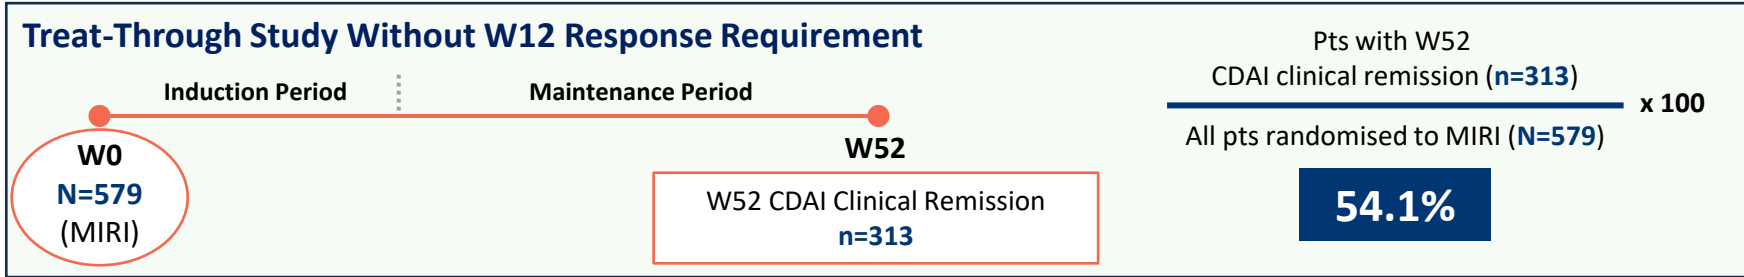 Treat-Through Study Without W12 Response Requirement
Induction Period
Maintenance Period
W0
N=579
(MIRI)
W52
W52 CDAI Clinical Remission
n=313
Pts with W52
CDAI clinical remission (n=313)
x 100
All pts randomised to MIRI (N=579)
54.1%